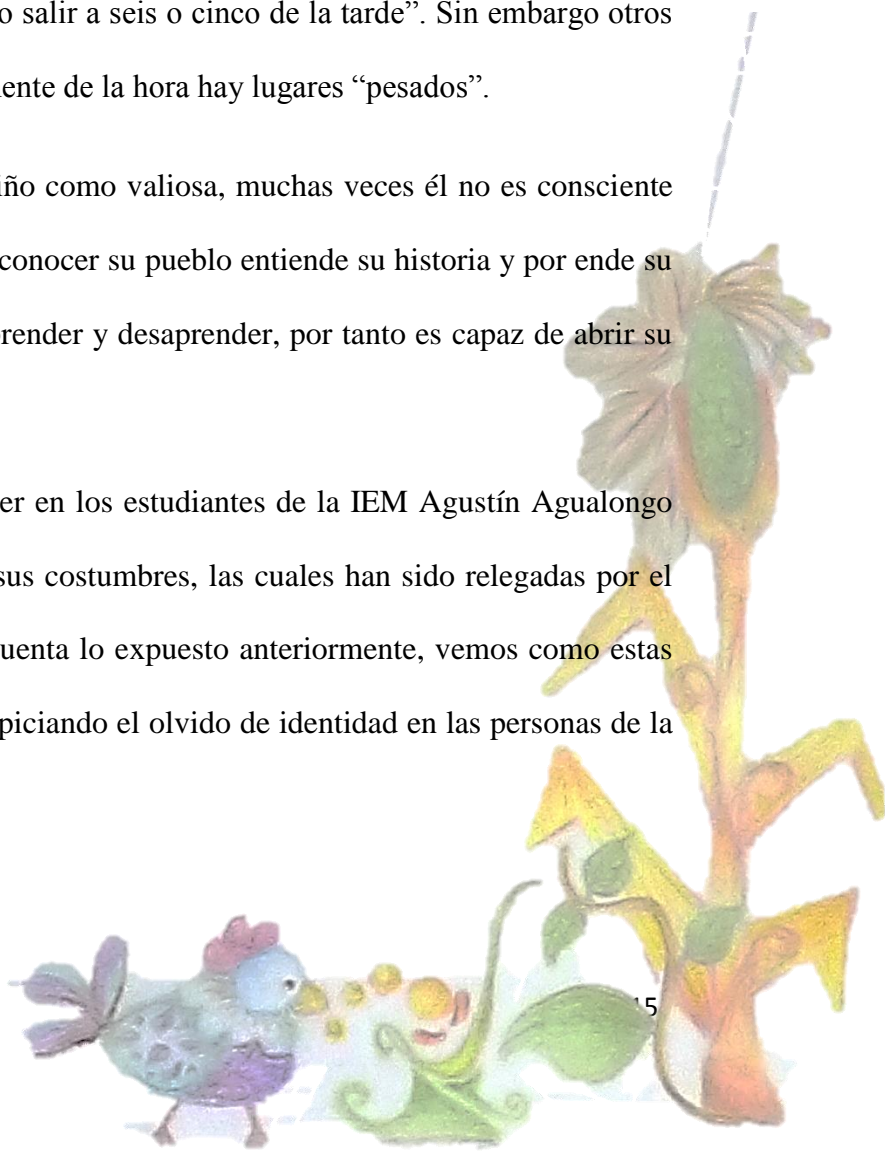 o salir a seis o cinco de la tarde”. Sin embargo otros
ente de la hora hay lugares “pesados”.
iño como valiosa, muchas veces él no es consciente
conocer su pueblo entiende su historia y por ende su
render y desaprender, por tanto es capaz de abrir su
er en los estudiantes de la IEM Agustín Agualongo
sus costumbres, las cuales han sido relegadas por el
uenta lo expuesto anteriormente, vemos como estas
piciando el olvido de identidad en las personas de la
15